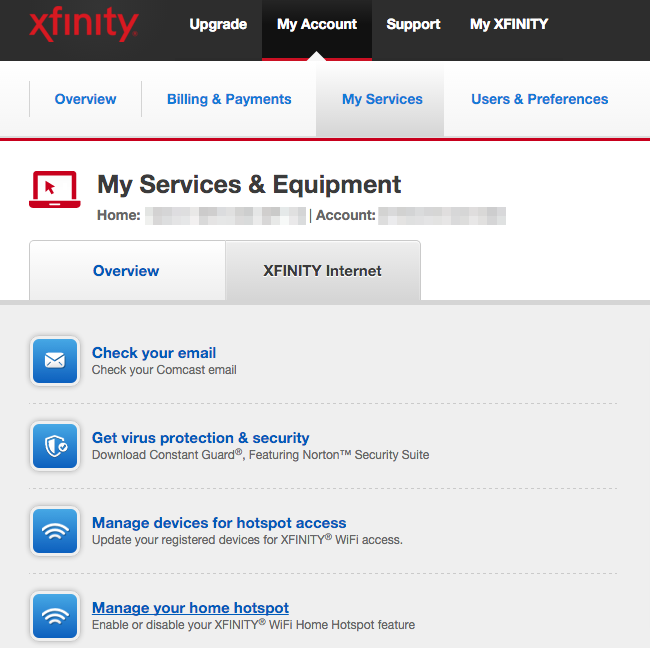 xfinity.
Upgrade My Account Support My XFINITY
Overview Billing & Payments My Services Users & Preferences
My Services & Equipment
Home: | Account:
Overview XFINITY Internet
Check your email
Check your Comcast email
Get virus protection & security
Download Constant Guard®, Featuring Norton™ Security Suite
Manage devices for hotspot access
Update your registered devices for XFINITY® WiFi access.
Manage your home hotspot
Enable or disable your XFINITY® WiFi Home Hotspot feature